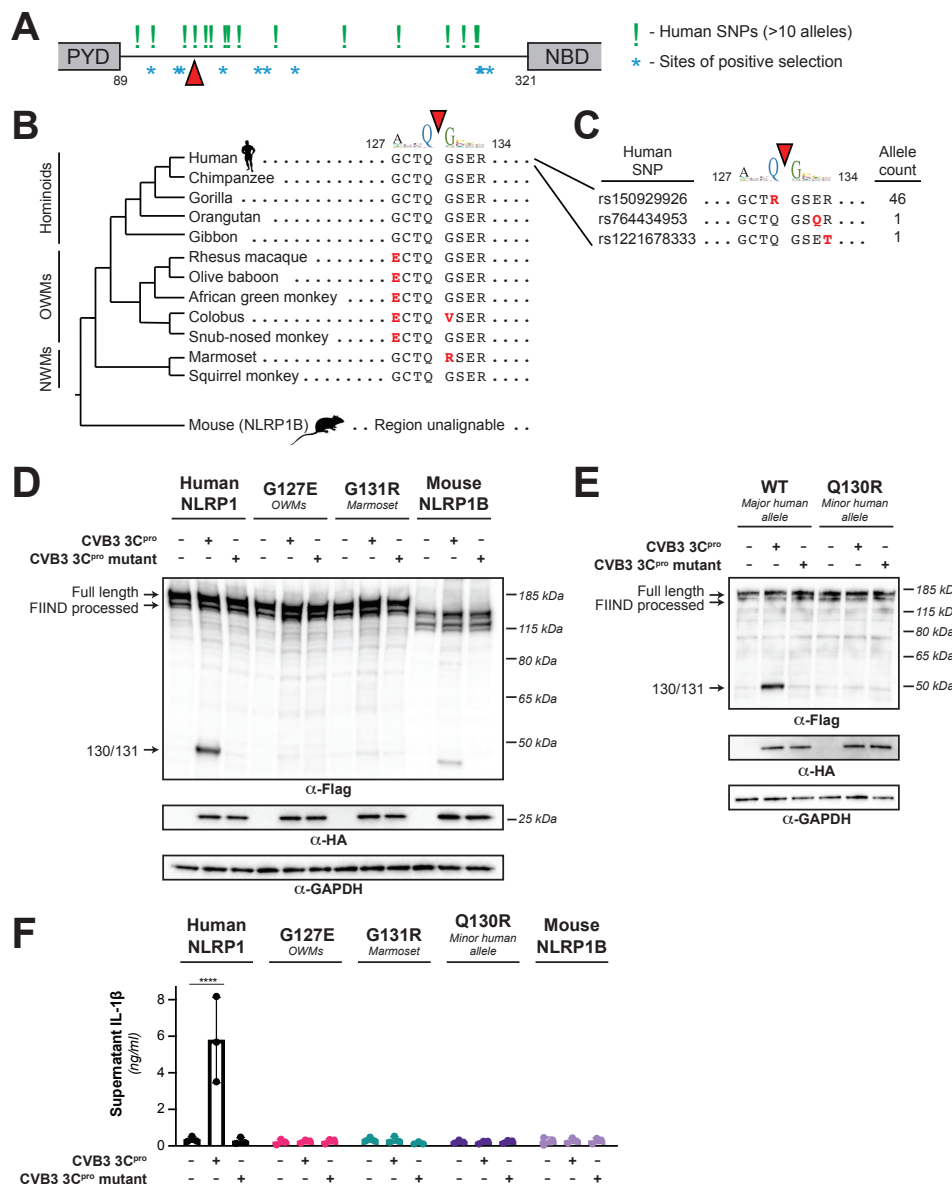 A
PYD
89
321
NBD
! - Human SNPs (>10 alleles)
* - Sites of positive selection
B
127 A Q G 134
Hominoids
Human . . . . . . . . . . . . . . . . . GCTQ GSER . . . .
Chimpanzee . . . . . . . . . . . . . . GCTQ GSER . . . .
Gorilla . . . . . . . . . . . . . . . . . GCTQ GSER . . . .
Orangutan . . . . . . . . . . . . . . . GCTQ GSER . . . .
Gibbon . . . . . . . . . . . . . . . . . GCTQ GSER . . . .
OWMs
Rhesus macaque . . . . . . . . . . ECTQ GSER . . . .
Olive baboon . . . . . . . . . . . . . ECTQ GSER . . . .
African green monkey . . . . . . ECTQ GSER . . . .
Colobus . . . . . . . . . . . . . . . . . ECTQ VSER . . . .
Snub-nosed monkey . . . . . . . ECTQ GSER . . . .
NWMs
Marmoset . . . . . . . . . . . . . . . GCTQ RSER . . . .
Squirrel monkey . . . . . . . . . . GCTQ GSER . . . .
Mouse (NLRP1B) . . Region unalignable . .
C
Human SNP
127 A Q G 134
Allele count
rs150929926 . . . GCTR GSER . . . 46
rs764434953 . . . GCTQ GSQR . . . 1
rs1221678333 . . . GCTQ GSET . . . 1
D
Human NLRP1
G127E
OWMs
G131R
Marmoset
Mouse NLRP1B
CVB3 3Cpro - + - - + - - + - - + -
CVB3 3Cpro mutant - - + - - + - - + - - +
Full length
FIIND processed
130/131
185 kDa
115 kDa
80 kDa
65 kDa
50 kDa
α-Flag
25 kDa
α-HA
α-GAPDH
E
WT
Major human allele
Q130R
Minor human allele
CVB3 3Cpro - + - - + -
CVB3 3Cpro mutant - - + - - +
Full length
FIIND processed
130/131
185 kDa
115 kDa
80 kDa
65 kDa
50 kDa
α-Flag
α-HA
α-GAPDH
F
Human NLRP1
G127E
OWMs
G131R
Marmoset
Q130R
Minor human allele
Mouse NLRP1B
****
Supernatant IL-1β
(ng/ml)
8
6
4
2
0
CVB3 3Cpro - + - - + - - + - - + - - + -
CVB3 3Cpro mutant - - + - - + - - + - - + - - +